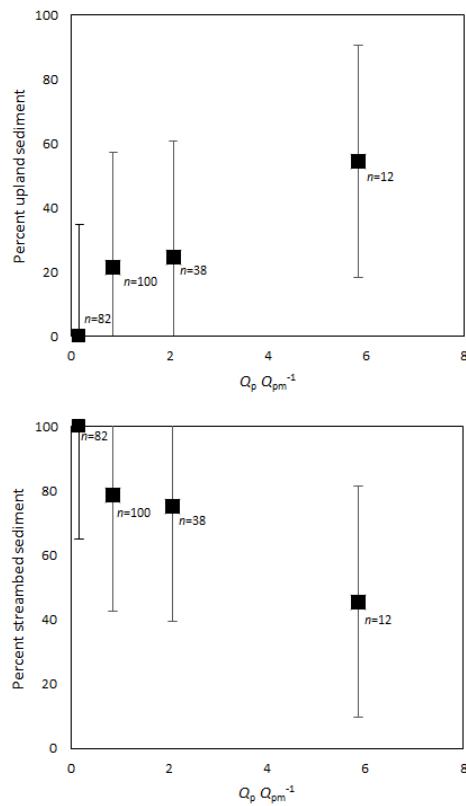 Percent upland sediment
100
80
60
40
20
0
n=82
n=100
n=38
n=12
0 2 4 6 8
Qp Qpm-1
Percent streambed sediment
100
80
60
40
20
0
n=82
n=100
n=38
n=12
0 2 4 6 8
Qp Qpm-1